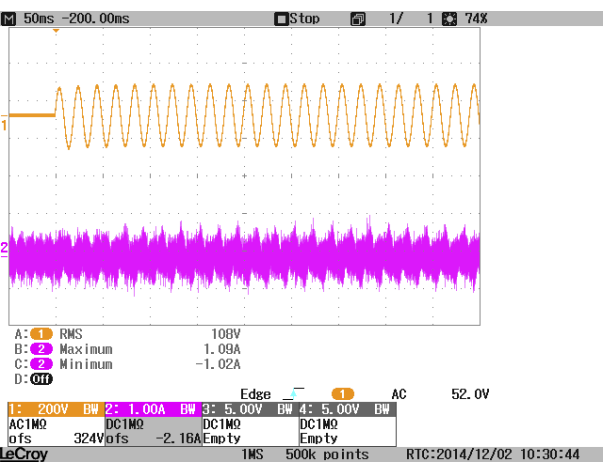 M 50ms -200.00ms Stop 1/ 1 74%
1
2
A: 1 RMS 108V
B: 2 Maximum 1.09A
C: 2 Minimum -1.02A
D: Off
Edge 1 AC 52.0V
1: 200V BW 2: 1.00A BW 3: 5.00V BW 4: 5.00V BW
AC1MΩ DC1MΩ DC1MΩ DC1MΩ
ofs 324V ofs -2.16A Empty Empty
LeCroy 1MS 500k points RTC:2014/12/02 10:30:44